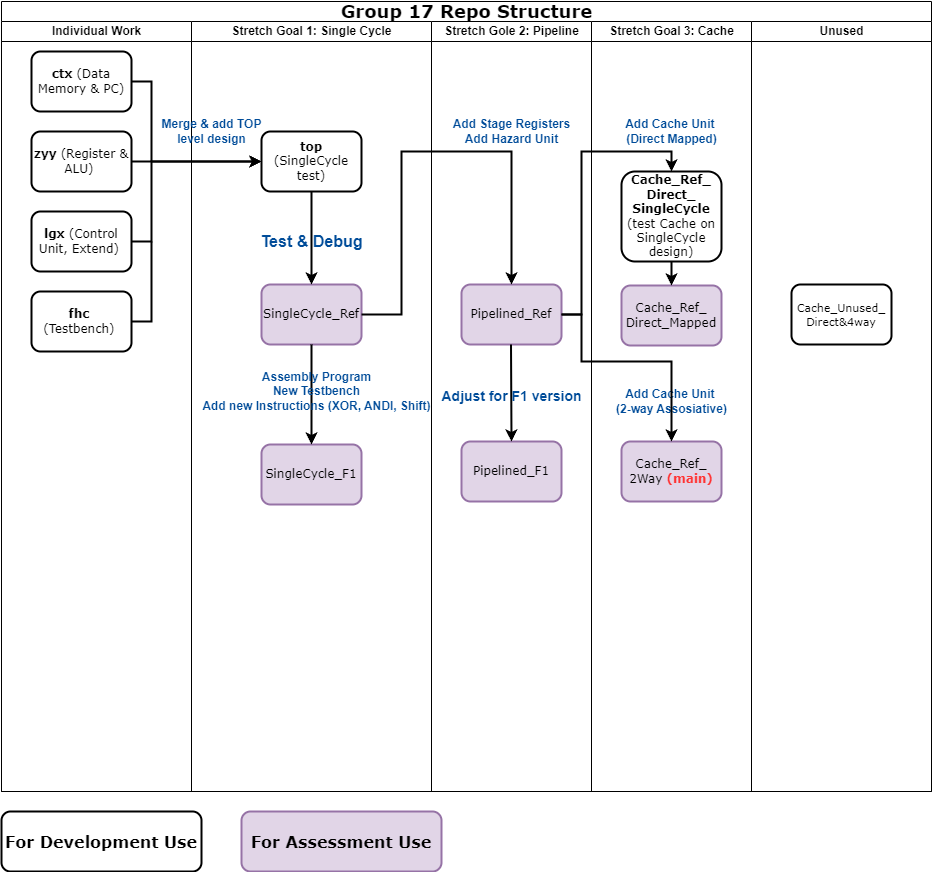 Group 17 Repo Structure
Individual Work
Stretch Goal 1: Single Cycle
Stretch Gole 2: Pipeline
Stretch Goal 3: Cache
Unused
ctx (Data
Memory & PC)
zyy (Register &
ALU)
lgx (Control
Unit, Extend)
fhc
(Testbench)
Merge & add TOP
level design
top
(SingleCycle
test)
Test & Debug
SingleCycle_Ref
Assembly Program
New Testbench
Add new Instructions (XOR, ANDI, Shift)
SingleCycle_F1
Add Stage Registers
Add Hazard Unit
Pipelined_Ref
Adjust for F1 version
Pipelined_F1
Add Cache Unit
(Direct Mapped)
Cache_Ref_
Direct_
SingleCycle
(test Cache on
SingleCycle
design)
Cache_Ref_
Direct_Mapped
Add Cache Unit
(2-way Assosiative)
Cache_Ref_
2Way (main)
Cache_Unused_
Direct&4way
For Development Use
For Assessment Use